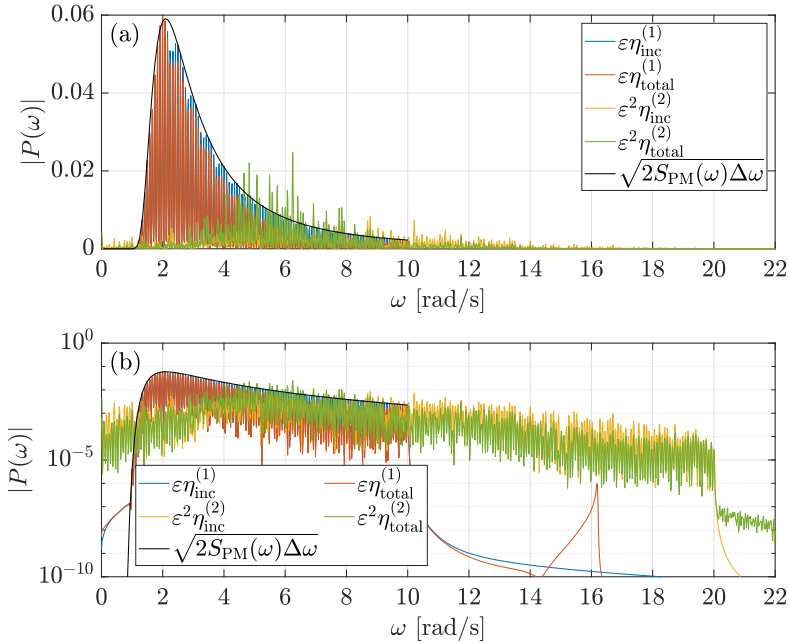 (a)
|P(ω)|
0.06
0.04
0.02
0
εη_inc^(1)
εη_total^(1)
ε²η_inc^(2)
ε²η_total^(2)
√2S_PM(ω)Δω
0 2 4 6 8 10 12 14 16 18 20 22
ω [rad/s]
(b)
|P(ω)|
10^0
10^-5
10^-10
εη_inc^(1) εη_total^(1)
ε²η_inc^(2) ε²η_total^(2)
√2S_PM(ω)Δω
0 2 4 6 8 10 12 14 16 18 20 22
ω [rad/s]